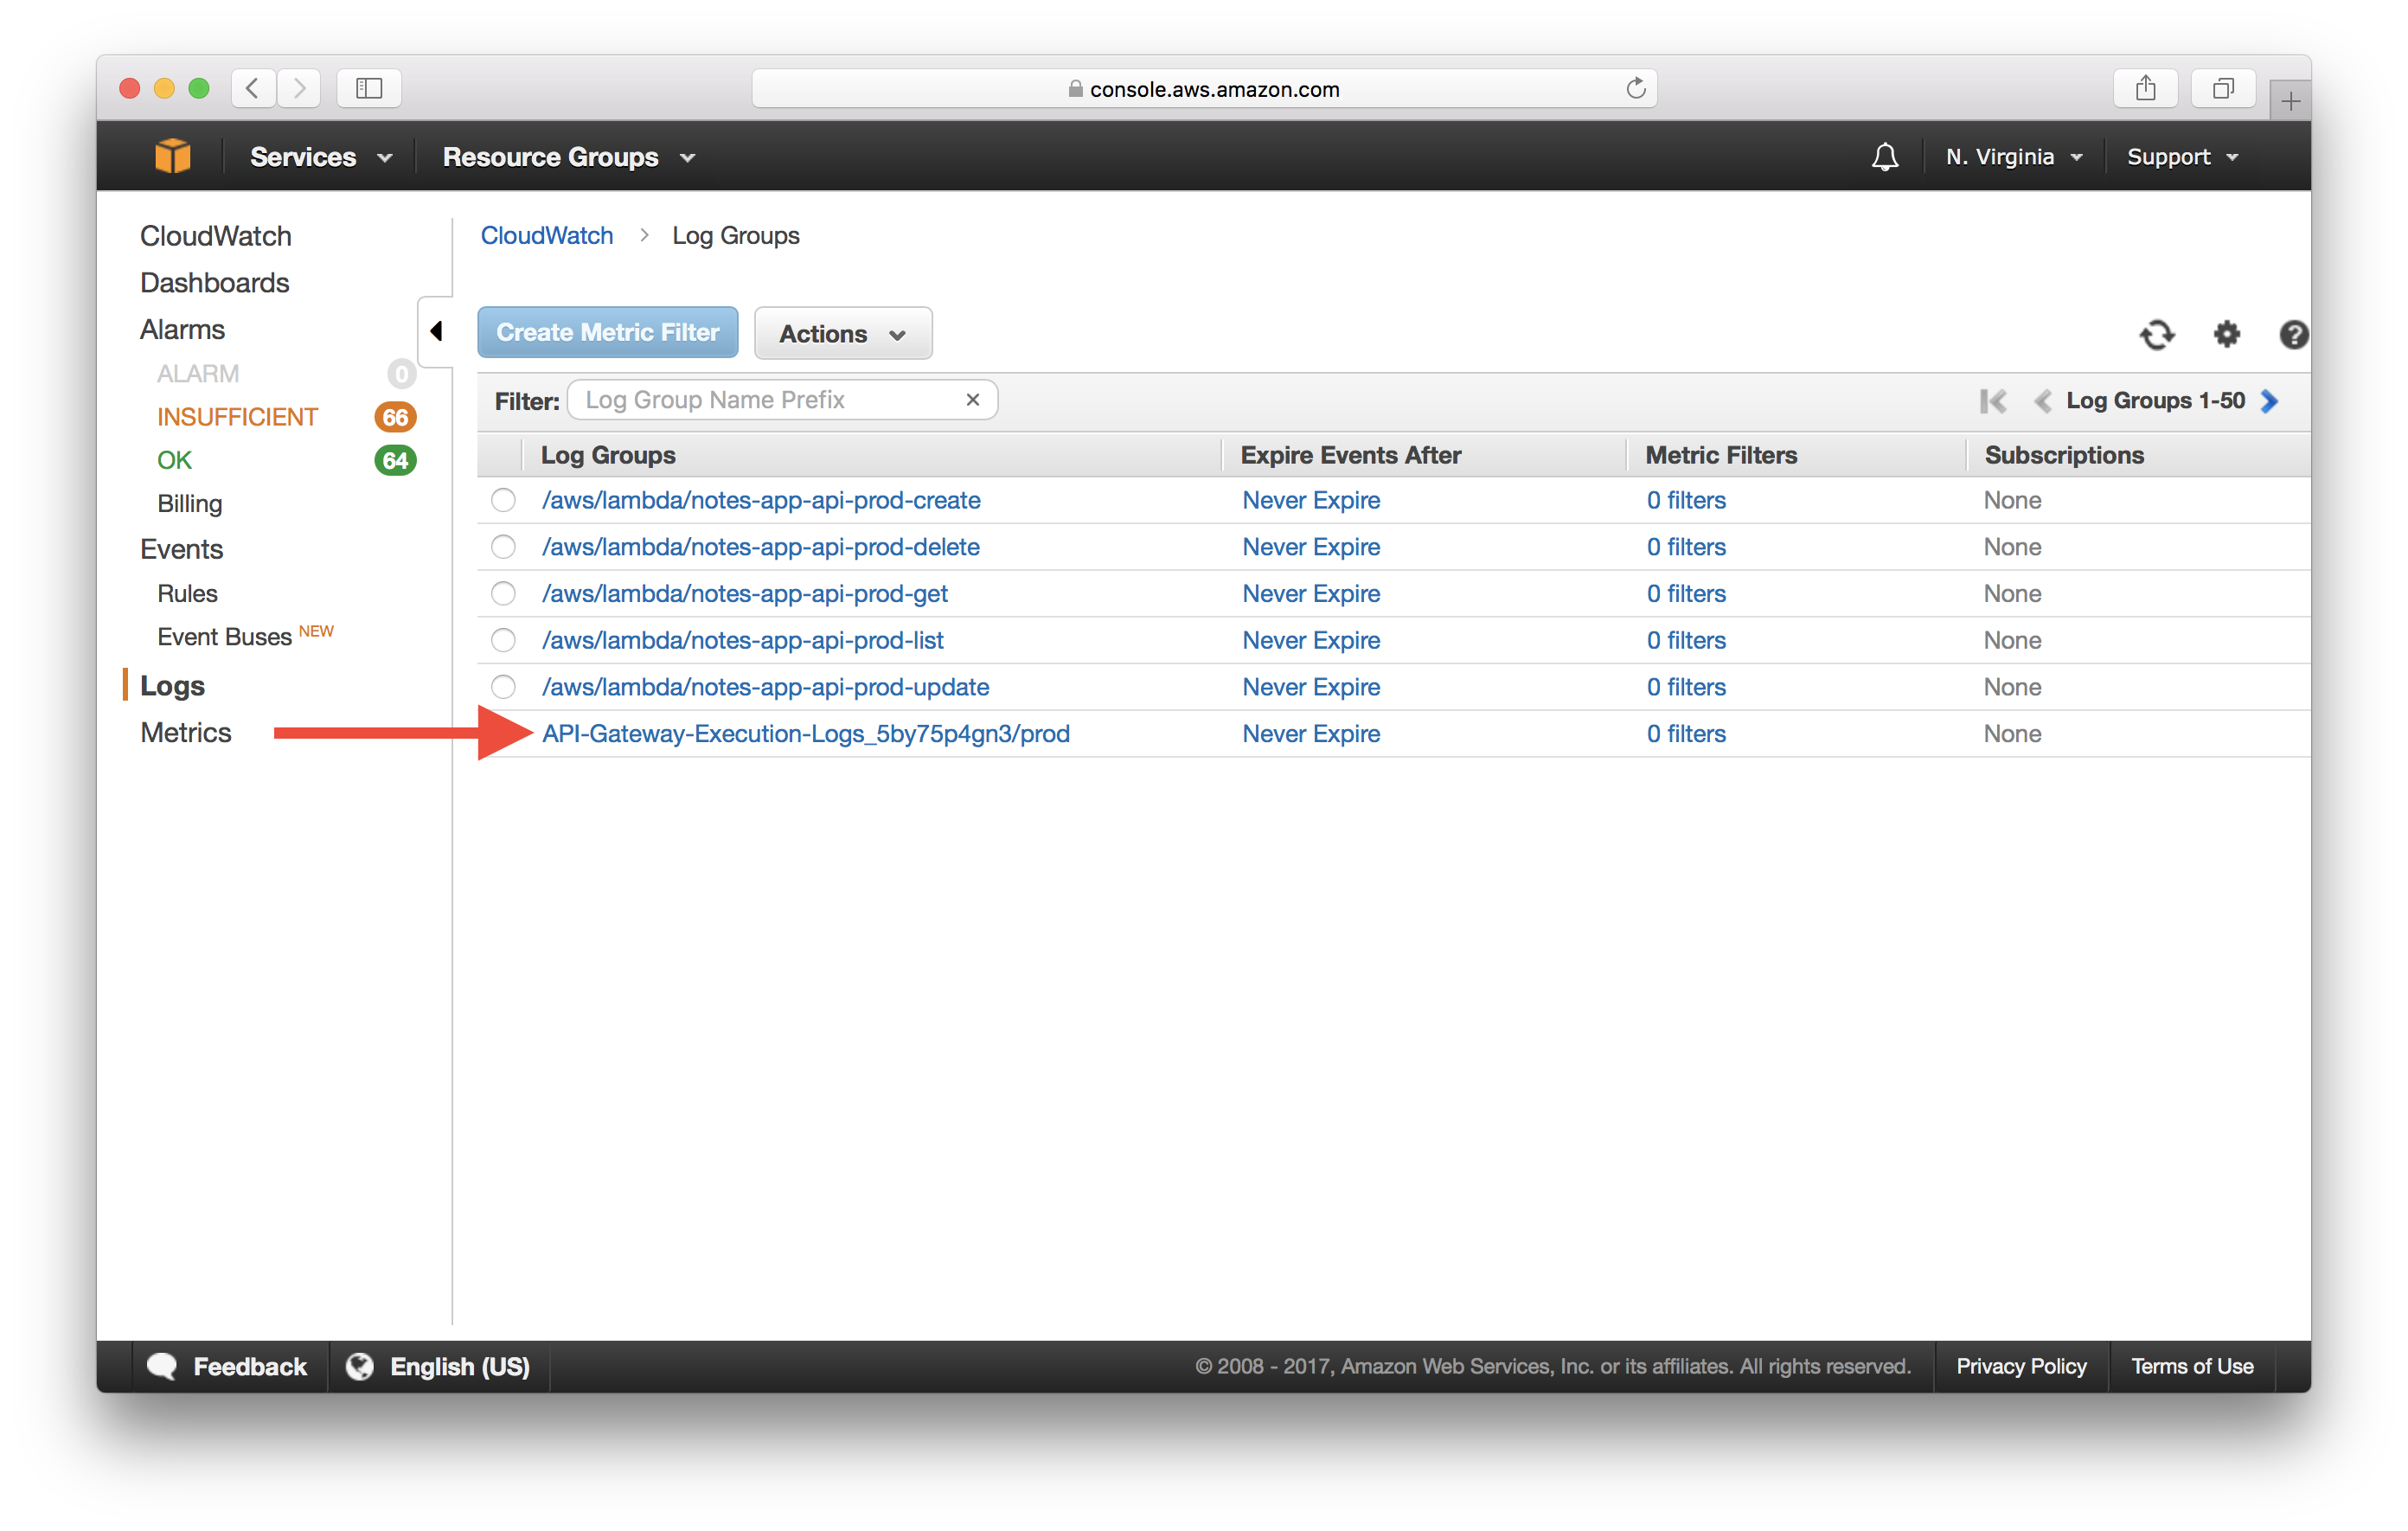 console.aws.amazon.com
Services Resource Groups N. Virginia Support
CloudWatch
Dashboards
Alarms
ALARM 0
INSUFFICIENT 66
OK 64
Billing
Events
Rules
Event Buses NEW
Logs
Metrics
CloudWatch > Log Groups
Create Metric Filter Actions
Filter: Log Group Name Prefix × Log Groups 1-50
Log Groups Expire Events After Metric Filters Subscriptions
/aws/lambda/notes-app-api-prod-create Never Expire 0 filters None
/aws/lambda/notes-app-api-prod-delete Never Expire 0 filters None
/aws/lambda/notes-app-api-prod-get Never Expire 0 filters None
/aws/lambda/notes-app-api-prod-list Never Expire 0 filters None
/aws/lambda/notes-app-api-prod-update Never Expire 0 filters None
API-Gateway-Execution-Logs_5by75p4gn3/prod Never Expire 0 filters None
Feedback English (US) © 2008 - 2017, Amazon Web Services, Inc. or its affiliates. All rights reserved. Privacy Policy Terms of Use